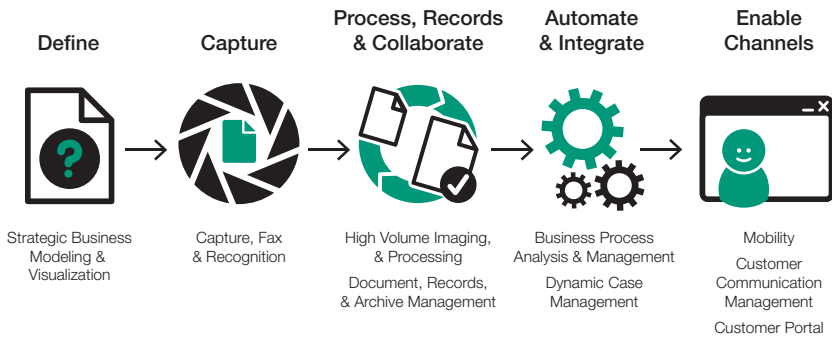 Define
Capture
Process, Records
& Collaborate
Automate
& Integrate
Enable
Channels
?
Strategic Business
Modeling &
Visualization
Capture, Fax
& Recognition
High Volume Imaging,
& Processing
Document, Records,
& Archive Management
Business Process
Analysis & Management
Dynamic Case
Management
Mobility
Customer
Communication
Management
Customer Portal